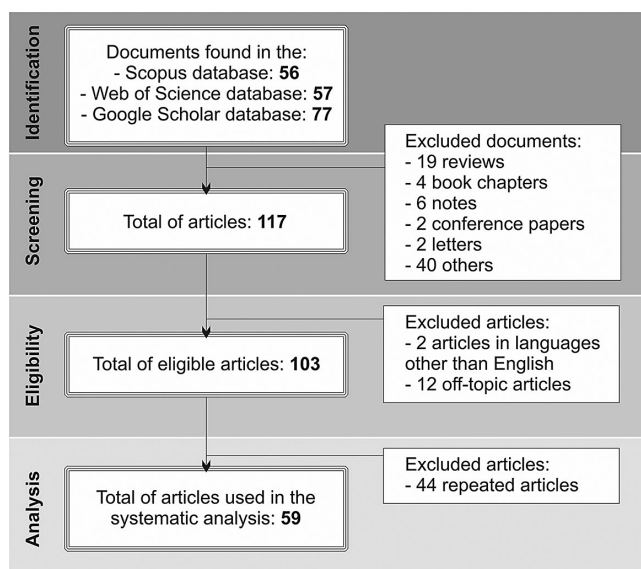 Identification
Documents found in the:
- Scopus database: 56
- Web of Science database: 57
- Google Scholar database: 77
Excluded documents:
- 19 reviews
- 4 book chapters
- 6 notes
- 2 conference papers
- 2 letters
- 40 others
Screening
Total of articles: 117
Excluded articles:
- 2 articles in languages
other than English
- 12 off-topic articles
Eligibility
Total of eligible articles: 103
Excluded articles:
- 44 repeated articles
Analysis
Total of articles used in the
systematic analysis: 59